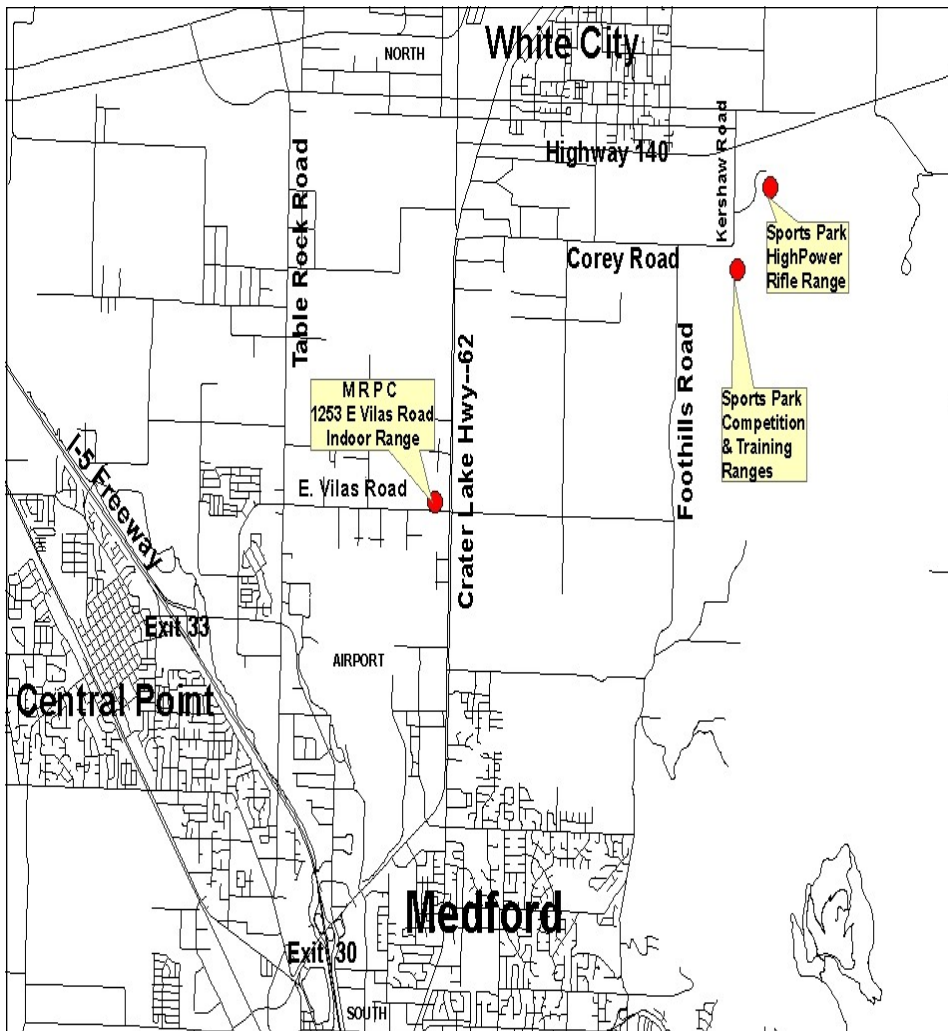 White City
NORTH
Highway 140
Kershaw Road
Table Rock Road
Sports Park
HighPower
Rifle Range
Corey Road
Foothills Road
Crater Lake Hwy--62
M R P C
1253 E Vilas Road
Indoor Range
Sports Park
Competition
& Training
Ranges
I-5 Freeway
E. Vilas Road
Exit 33
AIRPORT
Central Point
Medford
Exit 30
SOUTH